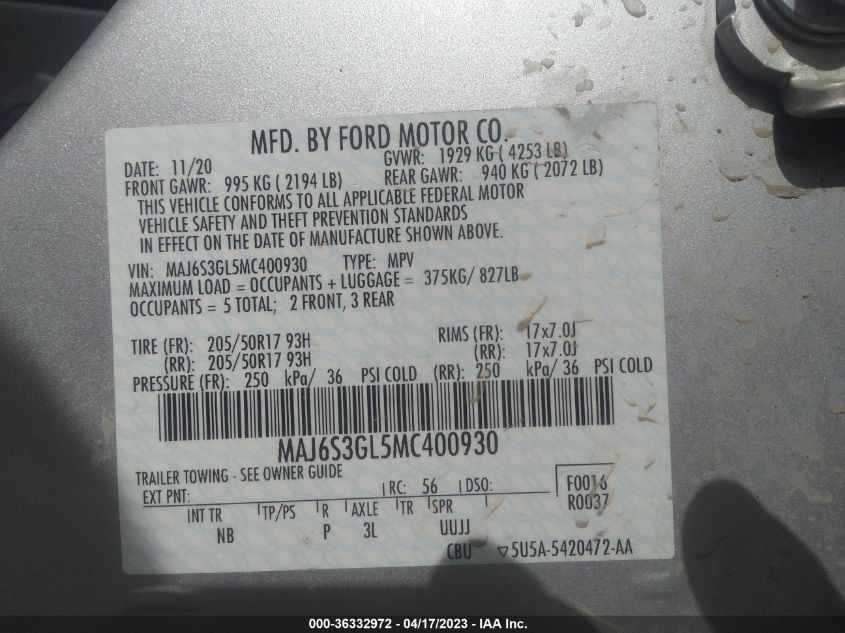 MFD. BY FORD MOTOR CO.
DATE: 11/20 GVWR: 1929 KG ( 4253 LB)
FRONT GAWR: 995 KG ( 2194 LB) REAR GAWR: 940 KG ( 2072 LB)
THIS VEHICLE CONFORMS TO ALL APPLICABLE FEDERAL MOTOR
VEHICLE SAFETY AND THEFT PREVENTION STANDARDS
IN EFFECT ON THE DATE OF MANUFACTURE SHOWN ABOVE.
VIN: MAJ6S3GL5MC400930 TYPE: MPV
MAXIMUM LOAD = OCCUPANTS + LUGGAGE = 375KG/ 827LB
OCCUPANTS = 5 TOTAL; 2 FRONT, 3 REAR
TIRE (FR): 205/50R17 93H RIMS (FR): 17x7.0J
(RR): 205/50R17 93H (RR): 17x7.0J
PRESSURE (FR): 250 kPa/ 36 PSI COLD (RR): 250 kPa/ 36 PSI COLD
MAJ6S3GL5MC400930
TRAILER TOWING - SEE OWNER GUIDE
EXT PNT: RC: 56 DSO: F0016
R0037
INT TR TP/PS R AXLE TR SPR
NB P 3L UUJJ
CBU ▽5U5A-5420472-AA
000-36332972 - 04/17/2023 - IAA Inc.